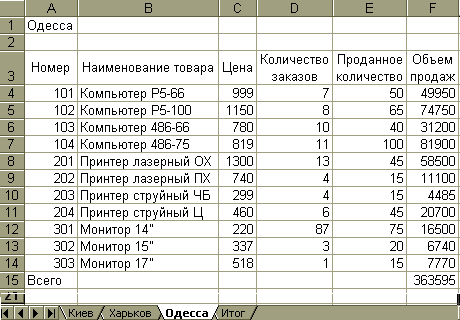 A B C D E F
1 Одесса
2
3 Номер Наименование товара Цена Количество заказов Проданное количество Объем продаж
4 101 Компьютер P5-66 999 7 50 49950
5 102 Компьютер P5-100 1150 8 65 74750
6 103 Компьютер 486-66 780 10 40 31200
7 104 Компьютер 486-75 819 11 100 81900
8 201 Принтер лазерный ОХ 1300 13 45 58500
9 202 Принтер лазерный ПХ 740 4 15 11100
10 203 Принтер струйный ЧБ 299 4 15 4485
11 204 Принтер струйный Ц 460 6 45 20700
12 301 Монитор 14" 220 87 75 16500
13 302 Монитор 15" 337 3 20 6740
14 303 Монитор 17" 518 1 15 7770
15 Всего 363595
21
Киев Харьков Одесса Итог